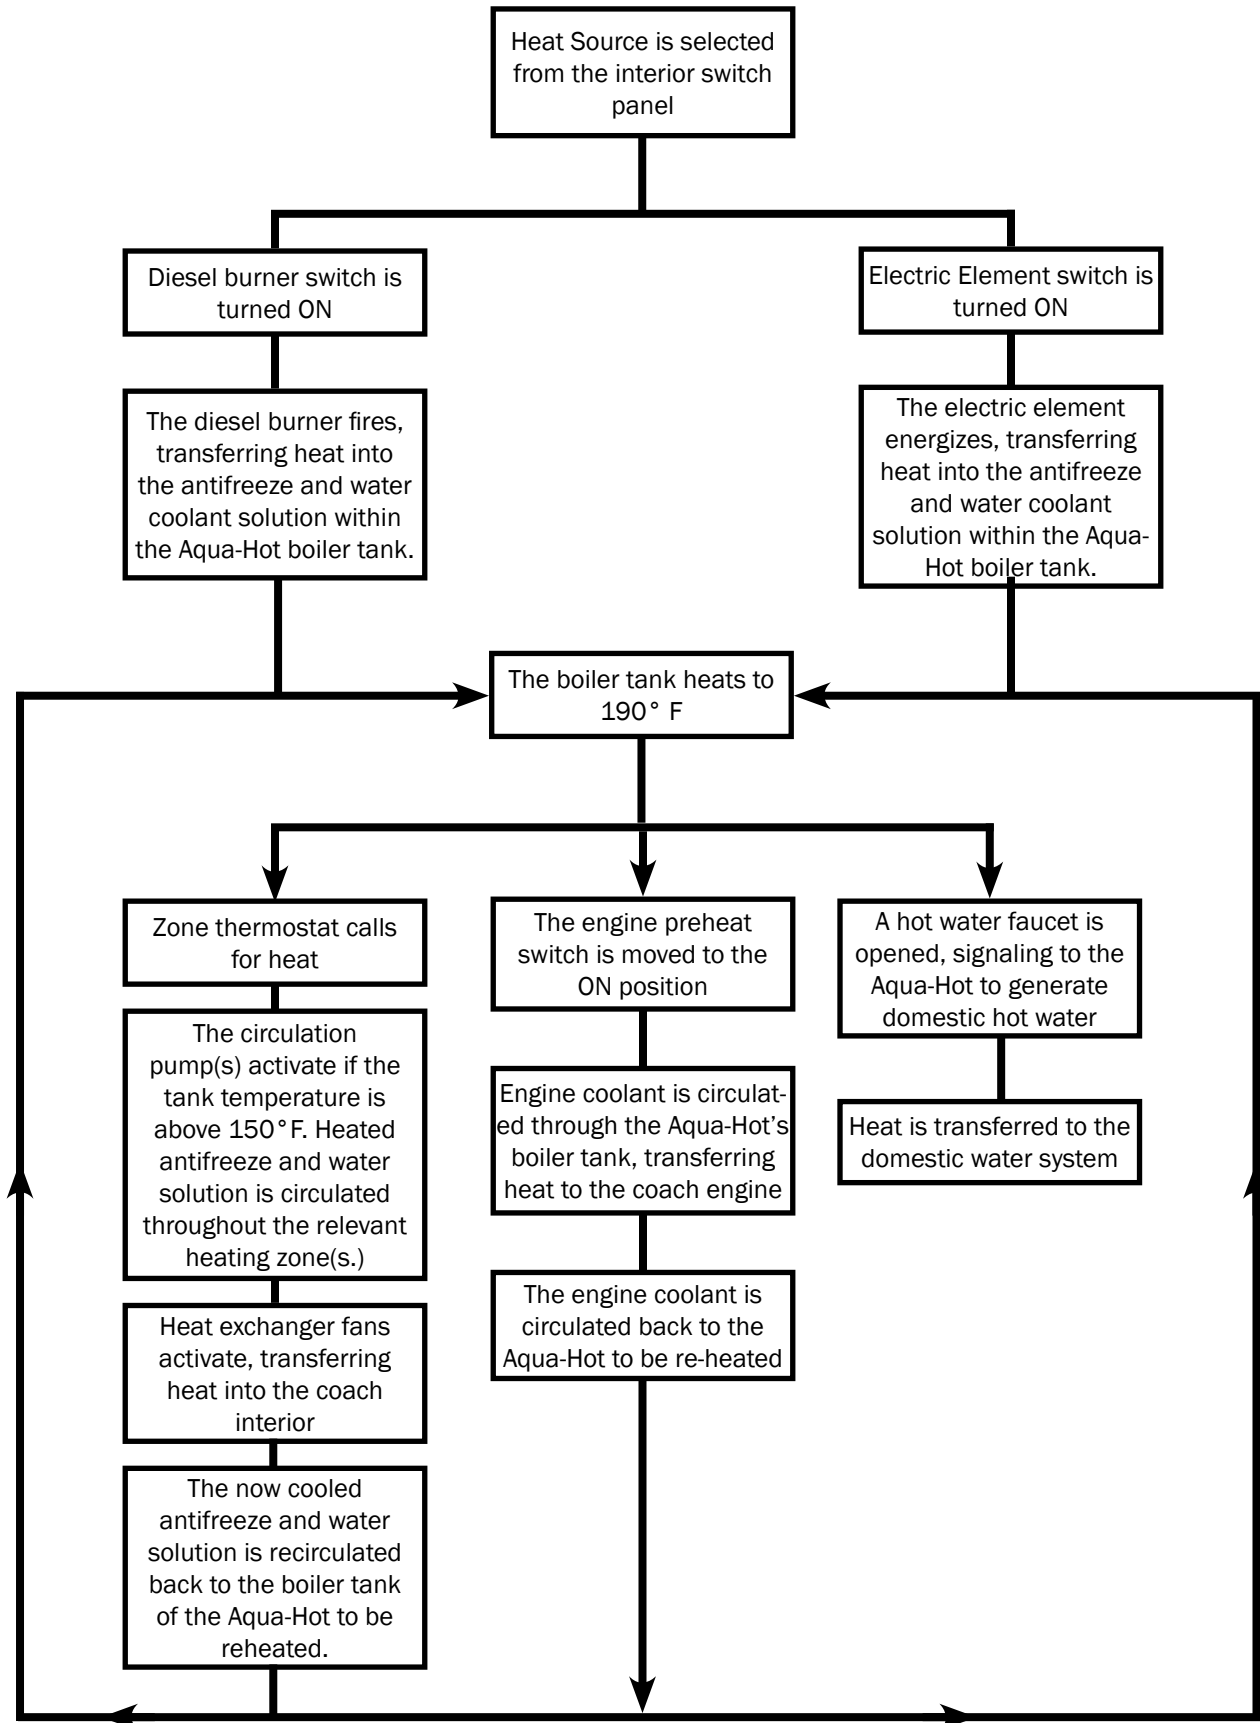 Heat Source is selected
from the interior switch
panel
Diesel burner switch is
turned ON
Electric Element switch is
turned ON
The diesel burner fires,
transferring heat into
the antifreeze and water
coolant solution within
the Aqua-Hot boiler tank.
The electric element
energizes, transferring
heat into the antifreeze
and water coolant
solution within the Aqua-
Hot boiler tank.
The boiler tank heats to
190° F
Zone thermostat calls
for heat
The circulation
pump(s) activate if the
tank temperature is
above 150°F. Heated
antifreeze and water
solution is circulated
throughout the relevant
heating zone(s.)
Heat exchanger fans
activate, transferring
heat into the coach
interior
The now cooled
antifreeze and water
solution is recirculated
back to the boiler tank
of the Aqua-Hot to be
reheated.
The engine preheat
switch is moved to the
ON position
Engine coolant is circulat-
ed through the Aqua-Hot's
boiler tank, transferring
heat to the coach engine
The engine coolant is
circulated back to the
Aqua-Hot to be re-heated
A hot water faucet is
opened, signaling to the
Aqua-Hot to generate
domestic hot water
Heat is transferred to the
domestic water system